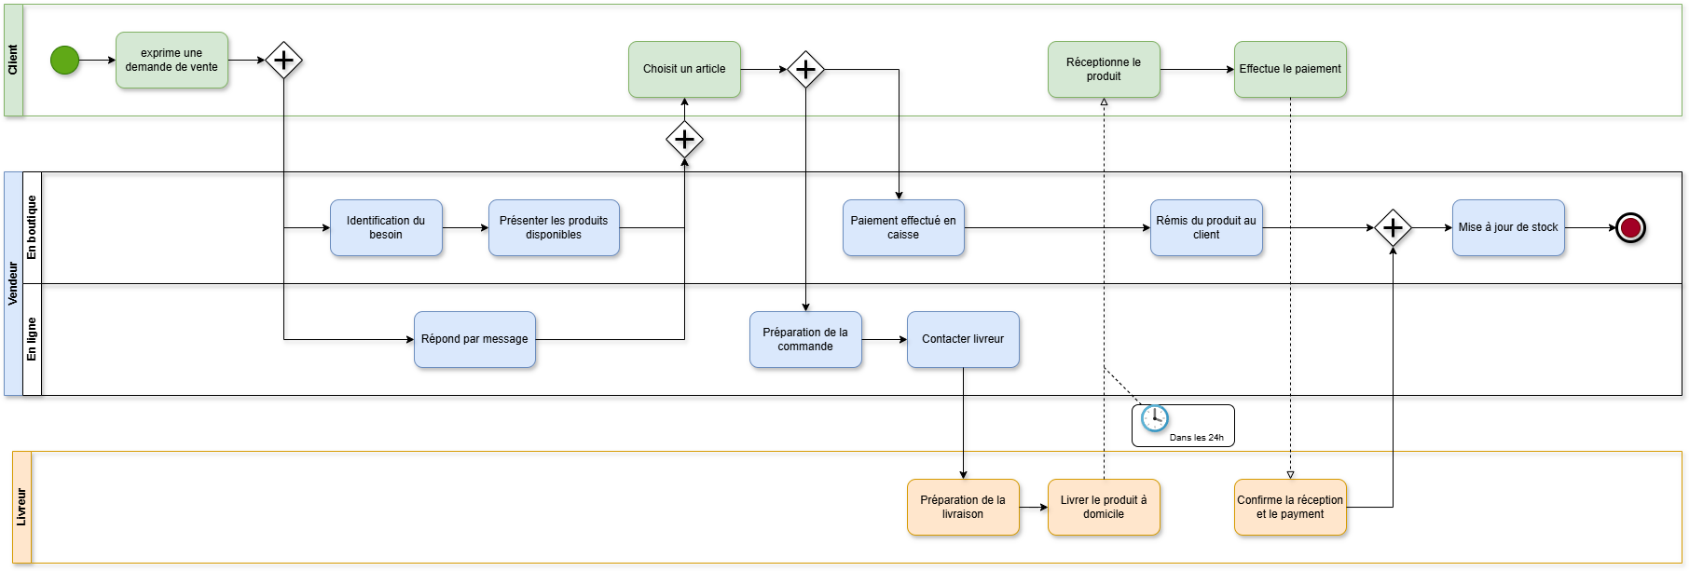 Client
exprime une
demande de vente
Choisit un article
Réceptionne le
produit
Effectue le paiement
Vendeur
En boutique
Identification du
besoin
Présenter les produits
disponibles
Paiement effectué en
caisse
Rémis du produit au
client
Mise à jour de stock
En ligne
Répond par message
Préparation de la
commande
Contacter livreur
Dans les 24h
Livreur
Préparation de la
livraison
Livrer le produit à
domicile
Confirme la réception
et le payment